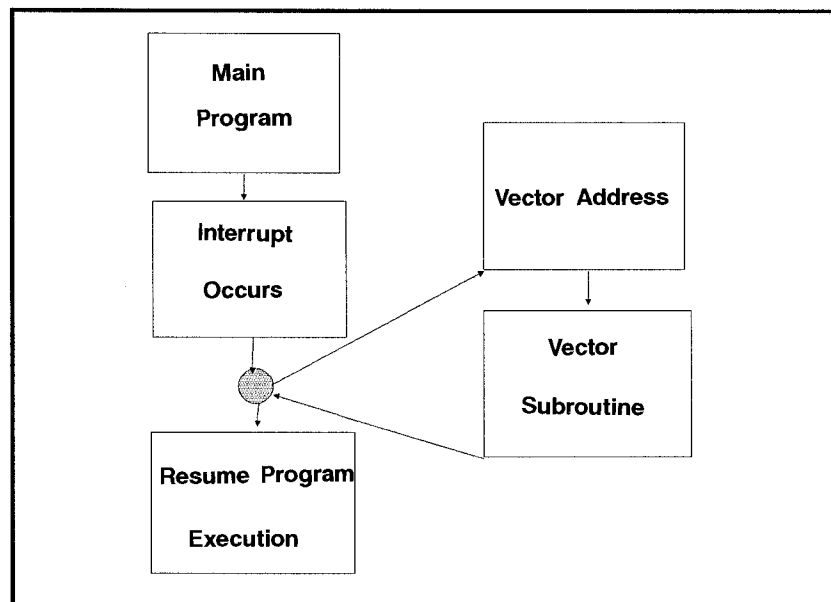 Main
Program
Interrupt
Occurs
Vector Address
Vector
Subroutine
Resume Program
Execution